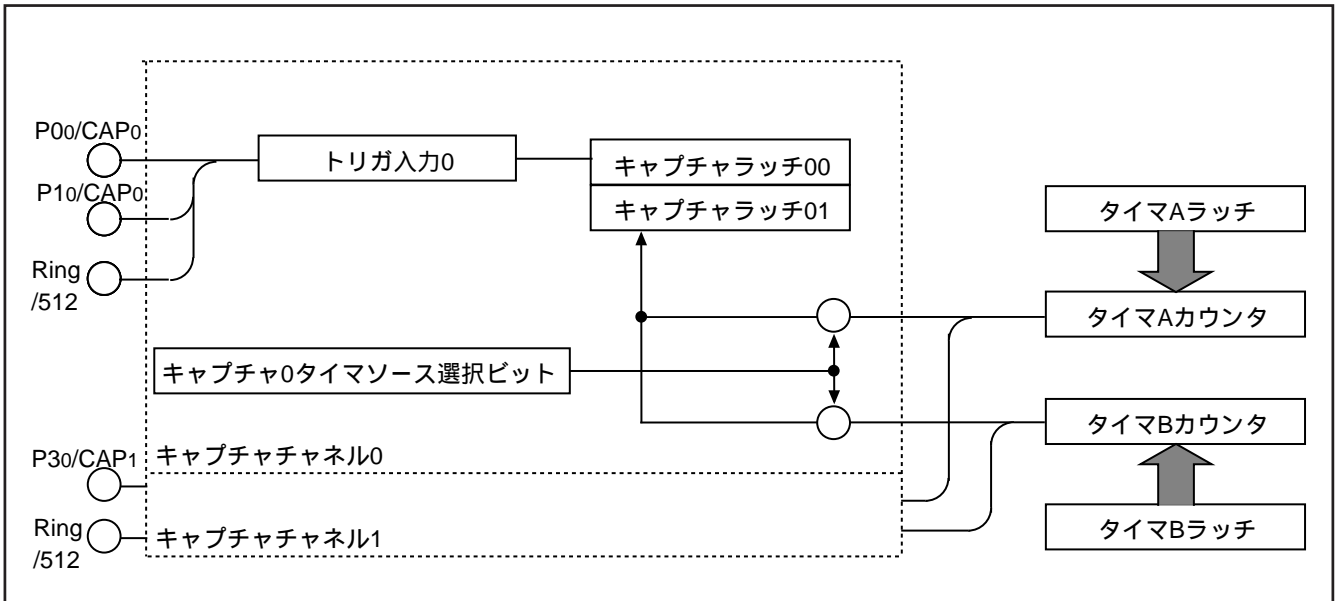 P00/CAP0
トリガ入力0
キャプチャラッチ00
P10/CAP0
キャプチャラッチ01
タイマAラッチ
Ring
/512
タイマAカウンタ
キャプチャ0タイマソース選択ビット
タイマBカウンタ
キャプチャチャネル0
P30/CAP1
Ring
/512
キャプチャチャネル1
タイマBラッチ